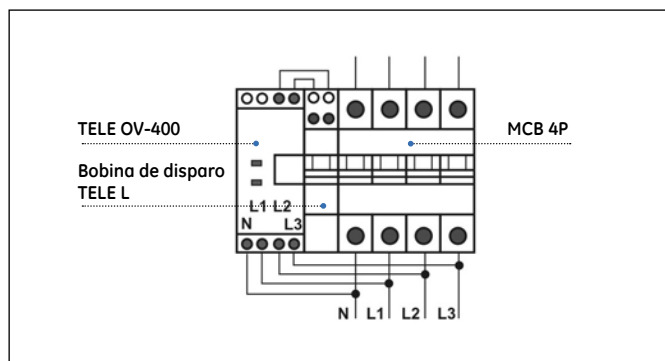 TELE OV-400
MCB 4P
Bobina de disparo
TELE L
L1 L2
N L3
N L1 L2 L3